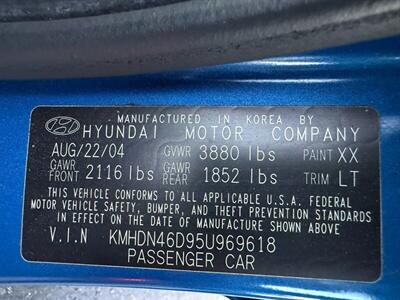 MANUFACTURED IN KOREA BY
HYUNDAI MOTOR COMPANY
AUG/22/04 GVWR 3880 lbs PAINT XX
GAWR FRONT 2116 lbs GAWR REAR 1852 lbs TRIM LT
THIS VEHICLE CONFORMS TO ALL APPLICABLE U.S.A. FEDERAL
MOTOR VEHICLE SAFETY, BUMPER, AND THEFT PREVENTION STANDARDS
IN EFFECT ON THE DATE OF MANUFACTURE SHOWN ABOVE.
V.I.N KMHDN46D95U969618
PASSENGER CAR